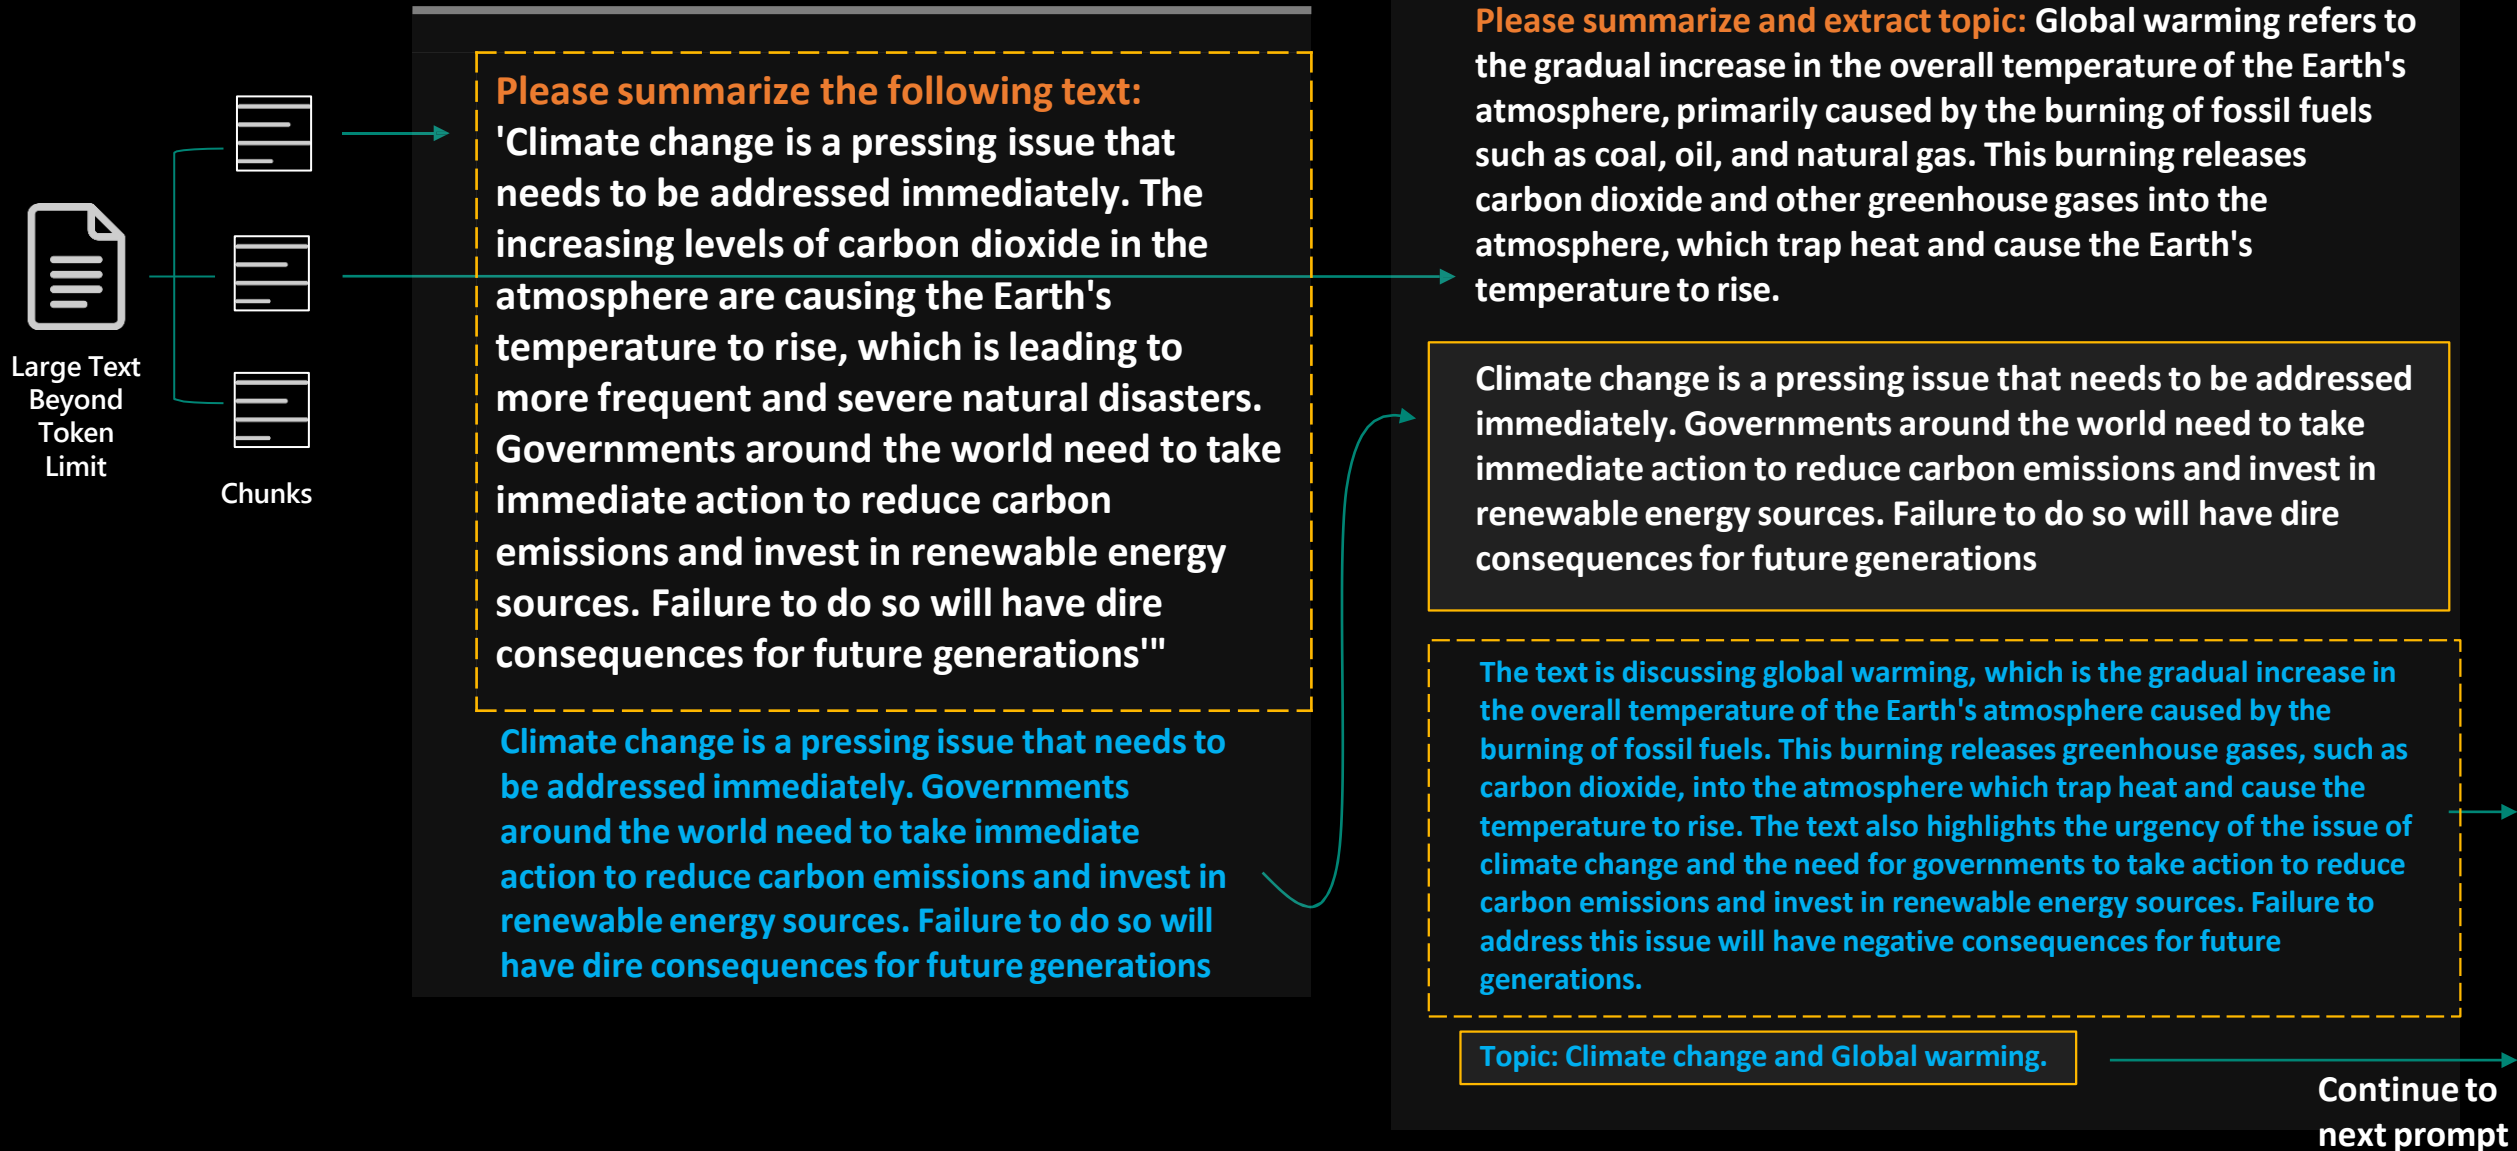 Large Text
Beyond
Token
Limit
Chunks
Please summarize the following text:
'Climate change is a pressing issue that
needs to be addressed immediately. The
increasing levels of carbon dioxide in the
atmosphere are causing the Earth's
temperature to rise, which is leading to
more frequent and severe natural disasters.
Governments around the world need to take
immediate action to reduce carbon
emissions and invest in renewable energy
sources. Failure to do so will have dire
consequences for future generations'"
Climate change is a pressing issue that needs to
be addressed immediately. Governments
around the world need to take immediate
action to reduce carbon emissions and invest in
renewable energy sources. Failure to do so will
have dire consequences for future generations
Please summarize and extract topic: Global warming refers to
the gradual increase in the overall temperature of the Earth's
atmosphere, primarily caused by the burning of fossil fuels
such as coal, oil, and natural gas. This burning releases
carbon dioxide and other greenhouse gases into the
atmosphere, which trap heat and cause the Earth's
temperature to rise.
Climate change is a pressing issue that needs to be addressed
immediately. Governments around the world need to take
immediate action to reduce carbon emissions and invest in
renewable energy sources. Failure to do so will have dire
consequences for future generations
The text is discussing global warming, which is the gradual increase in
the overall temperature of the Earth's atmosphere caused by the
burning of fossil fuels. This burning releases greenhouse gases, such as
carbon dioxide, into the atmosphere which trap heat and cause the
temperature to rise. The text also highlights the urgency of the issue of
climate change and the need for governments to take action to reduce
carbon emissions and invest in renewable energy sources. Failure to
address this issue will have negative consequences for future
generations.
Topic: Climate change and Global warming.
Continue to
next prompt